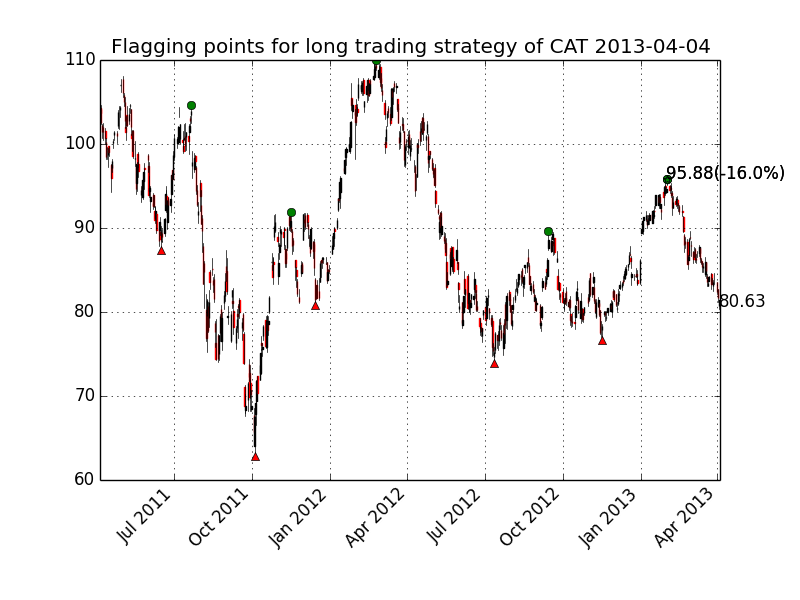 Flagging points for long trading strategy of CAT 2013-04-04
110
100
90
80
70
60
95.88(-16.0%)
80.63
Jul 2011
Oct 2011
Jan 2012
Apr 2012
Jul 2012
Oct 2012
Jan 2013
Apr 2013